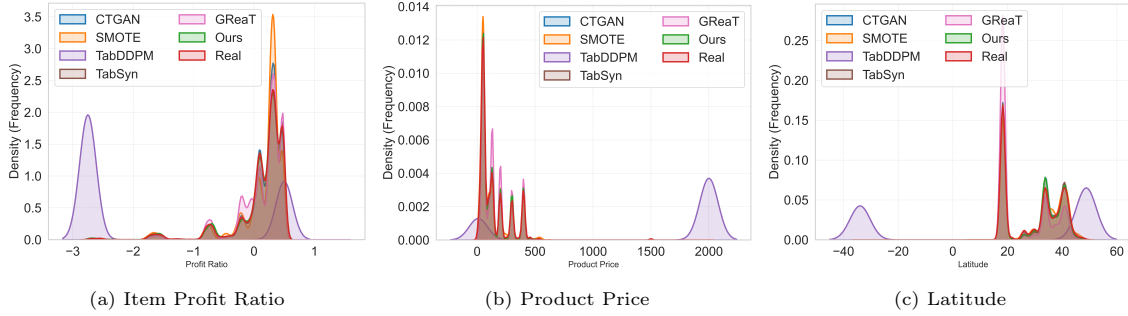 CTGAN
SMOTE
TabDDPM
TabSyn
GReaT
Ours
Real
Density (Frequency)
3.5
3.0
2.5
2.0
1.5
1.0
0.5
0.0
−3
−2
−1
0
1
Profit Ratio
(a) Item Profit Ratio
CTGAN
SMOTE
TabDDPM
TabSyn
GReaT
Ours
Real
Density (Frequency)
0.014
0.012
0.010
0.008
0.006
0.004
0.002
0.000
0
500
1000
1500
2000
Product Price
(b) Product Price
CTGAN
SMOTE
TabDDPM
TabSyn
GReaT
Ours
Real
Density (Frequency)
0.25
0.20
0.15
0.10
0.05
0.00
−40
−20
0
20
40
60
Latitude
(c) Latitude